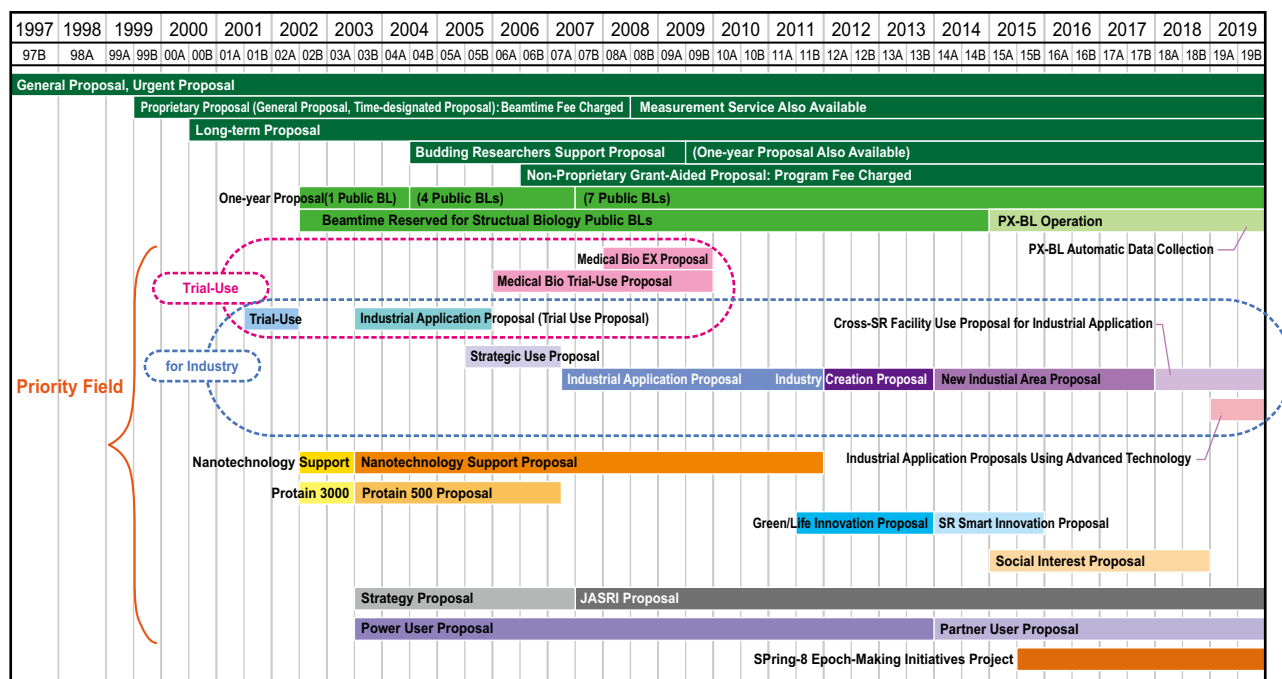 1997 1998 1999 2000 2001 2002 2003 2004 2005 2006 2007 2008 2009 2010 2011 2012 2013 2014 2015 2016 2017 2018 2019
97B 98A 99A 99B 00A 00B 01A 01B 02A 02B 03A 03B 04A 04B 05A 05B 06A 06B 07A 07B 08A 08B 09A 09B 10A 10B 11A 11B 12A 12B 13A 13B 14A 14B 15A 15B 16A 16B 17A 17B 18A 18B 19A 19B
General Proposal, Urgent Proposal
Proprietary Proposal (General Proposal, Time-designated Proposal): Beamtime Fee Charged Measurement Service Also Available
Long-term Proposal
Budding Researchers Support Proposal (One-year Proposal Also Available)
Non-Proprietary Grant-Aided Proposal: Program Fee Charged
One-year Proposal(1 Public BL) (4 Public BLs) (7 Public BLs)
Beamtime Reserved for Structual Biology Public BLs PX-BL Operation
PX-BL Automatic Data Collection
Medical Bio EX Proposal
Trial-Use Medical Bio Trial-Use Proposal
Trial-Use Industrial Application Proposal (Trial Use Proposal)
Cross-SR Facility Use Proposal for Industrial Application
Strategic Use Proposal
for Industry
Priority Field
Industrial Application Proposal Industry Creation Proposal New Industial Area Proposal
Industrial Application Proposals Using Advanced Technology
Nanotechnology Support Nanotechnology Support Proposal
Protain 3000 Protain 500 Proposal
Green/Life Innovation Proposal SR Smart Innovation Proposal
Social Interest Proposal
Strategy Proposal JASRI Proposal
Power User Proposal Partner User Proposal
SPring-8 Epoch-Making Initiatives Project